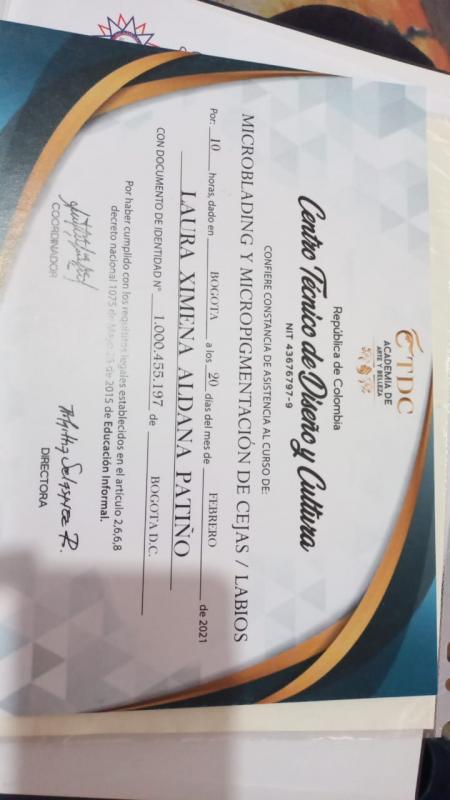 CTDC
ACADEMIA DE
ARTE Y BELLEZA
República de Colombia
Centro Técnico de Diseño y Cultura
NIT 43676797-9
CONFIERE CONSTANCIA DE ASISTENCIA AL CURSO DE:
MICROBLADING Y MICROPIGMENTACIÓN DE CEJAS / LABIOS
Por: 10 horas, dado en BOGOTA a los 20 días del mes de FEBRERO de 2021
LAURA XIMENA ALDANA PATIÑO
CON DOCUMENTO DE IDENTIDAD Nº 1.000.455.197 de BOGOTA D.C.
Por haber cumplido con los requisitos legales establecidos en el artículo 2,6,6,8
decreto nacional 1075 de Mayo 26 de 2015 de Educación Informal.
COORDINADOR
DIRECTORA